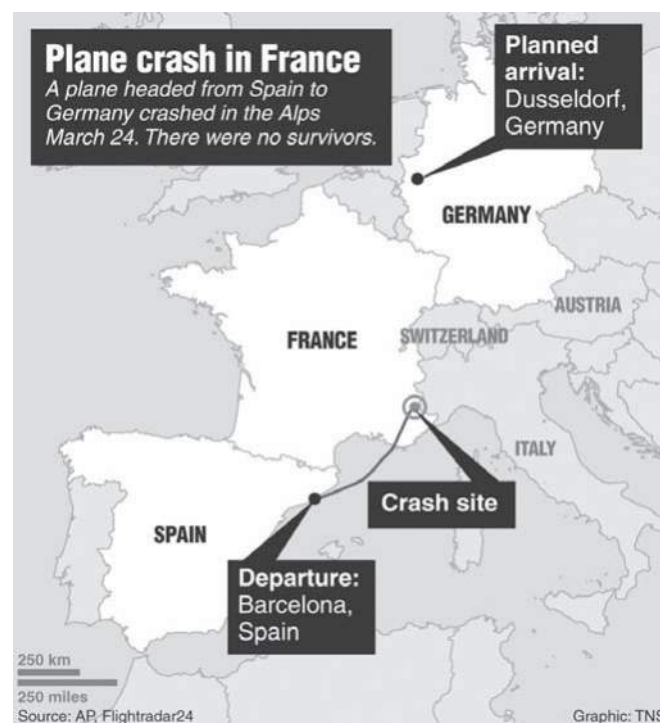 Plane crash in France
A plane headed from Spain to
Germany crashed in the Alps
March 24. There were no survivors.
Planned
arrival:
Dusseldorf,
Germany
GERMANY
AUSTRIA
SWITZERLAND
FRANCE
ITALY
Crash site
SPAIN
Departure:
Barcelona,
Spain
250 km
250 miles
Source: AP, Flightradar24
Graphic: TNS